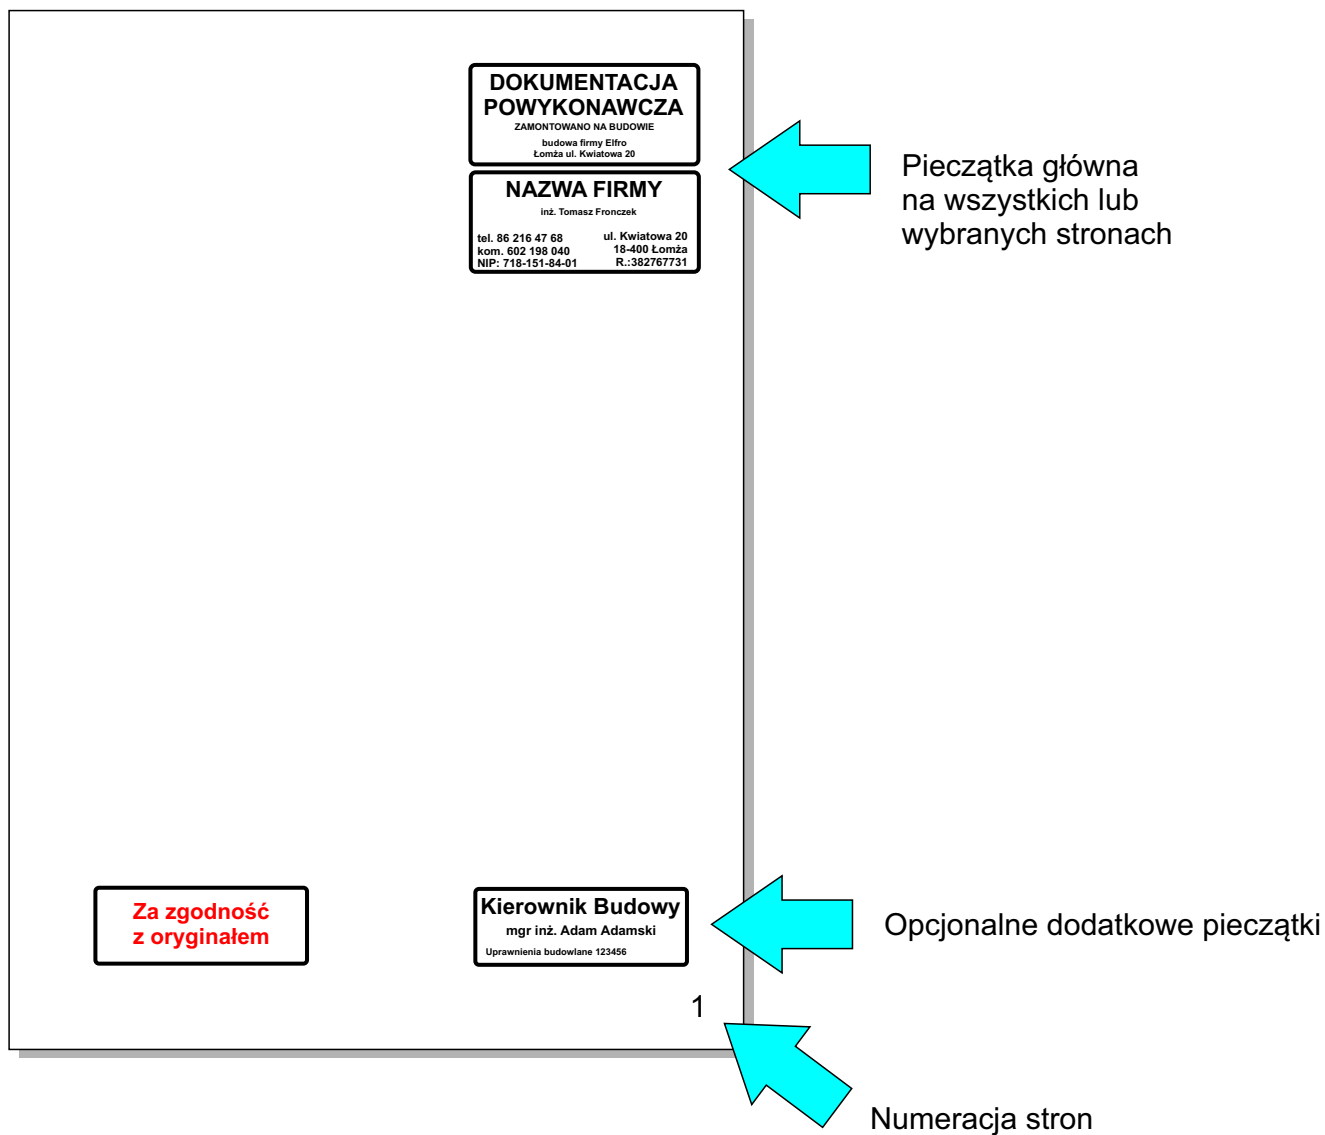 DOKUMENTACJA
POWYKONAWCZA
ZAMONTOWANO NA BUDOWIE
budowa firmy Elfro
Łomża ul. Kwiatowa 20
NAZWA FIRMY
inż. Tomasz Fronczek
tel. 86 216 47 68 ul. Kwiatowa 20
kom. 602 198 040 18-400 Łomża
NIP: 718-151-84-01 R.:382767731
Pieczątka główna
na wszystkich lub
wybranych stronach
Za zgodność
z oryginałem
Kierownik Budowy
mgr inż. Adam Adamski
Uprawnienia budowlane 123456
Opcjonalne dodatkowe pieczątki
1
Numeracja stron